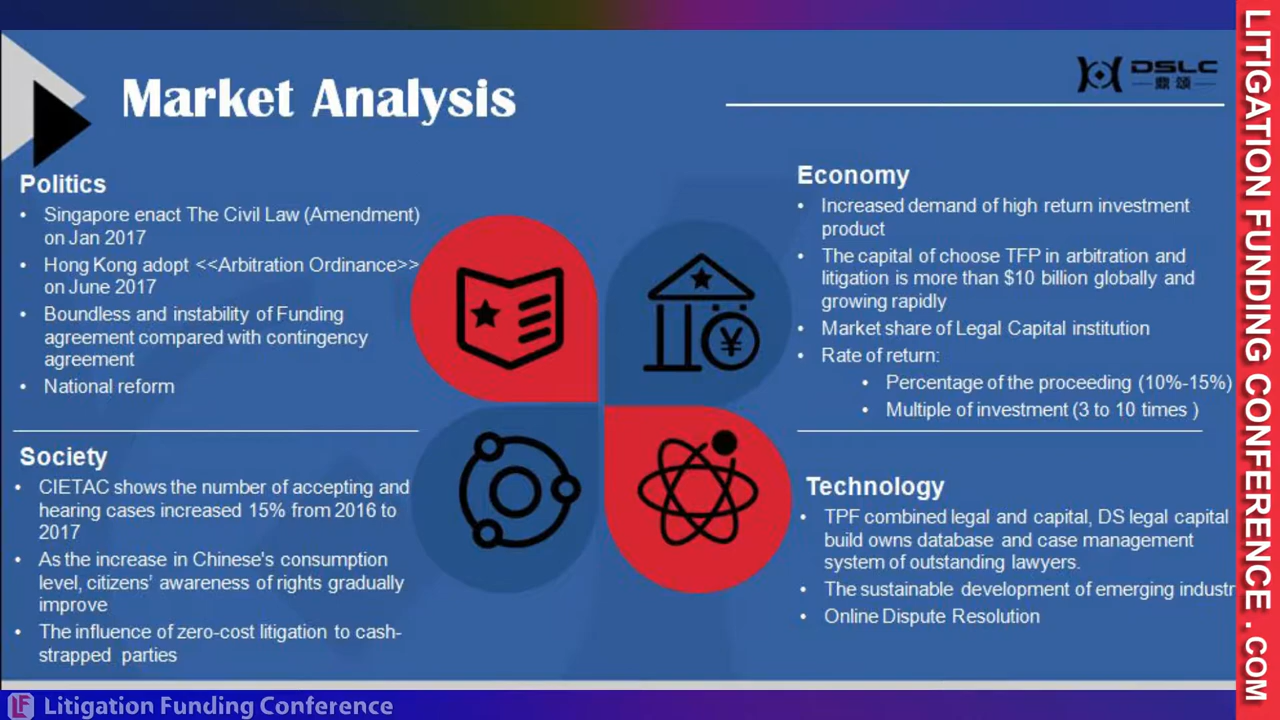 Market Analysis
DSLC
鼎颂
Politics
• Singapore enact The Civil Law (Amendment)
on Jan 2017
• Hong Kong adopt <<Arbitration Ordinance>>
on June 2017
• Boundless and instability of Funding
agreement compared with contingency
agreement
• National reform
Economy
• Increased demand of high return investment
product
• The capital of choose TFP in arbitration and
litigation is more than $10 billion globally and
growing rapidly
• Market share of Legal Capital institution
• Rate of return:
• Percentage of the proceeding (10%-15%)
• Multiple of investment (3 to 10 times )
¥
Society
• CIETAC shows the number of accepting and
hearing cases increased 15% from 2016 to
2017
• As the increase in Chinese's consumption
level, citizens’ awareness of rights gradually
improve
• The influence of zero-cost litigation to cash-
strapped parties
Technology
• TPF combined legal and capital, DS legal capital
build owns database and case management
system of outstanding lawyers.
• The sustainable development of emerging industr
• Online Dispute Resolution
LF Litigation Funding Conference
LITIGATION FUNDING CONFERENCE . COM